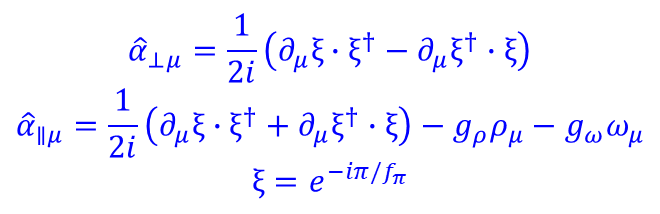 α̂⊥μ = 1/2i (∂μξ · ξ† − ∂μξ† · ξ)
α̂∥μ = 1/2i (∂μξ · ξ† + ∂μξ† · ξ) − gρρμ − gωωμ
ξ = e^−iπ/fπ